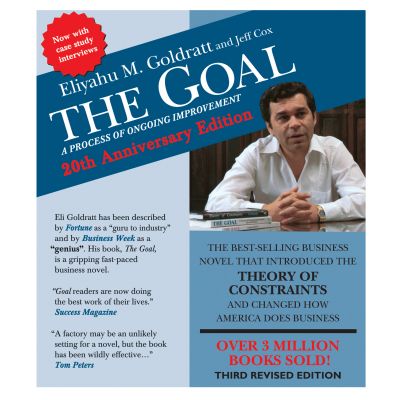 Now with
case study
interviews
Eliyahu M. Goldratt and Jeff Cox
THE GOAL
A PROCESS OF ONGOING IMPROVEMENT
20th Anniversary Edition
Eli Goldratt has been described
by Fortune as a “guru to industry”
and by Business Week as a
“genius”. His book, The Goal,
is a gripping fast-paced
business novel.
“Goal readers are now doing
the best work of their lives.”
Success Magazine
“A factory may be an unlikely
setting for a novel, but the book
has been wildly effective...”
Tom Peters
THE BEST-SELLING BUSINESS
NOVEL THAT INTRODUCED THE
THEORY OF
CONSTRAINTS
AND CHANGED HOW
AMERICA DOES BUSINESS
OVER 3 MILLION
BOOKS SOLD!
THIRD REVISED EDITION